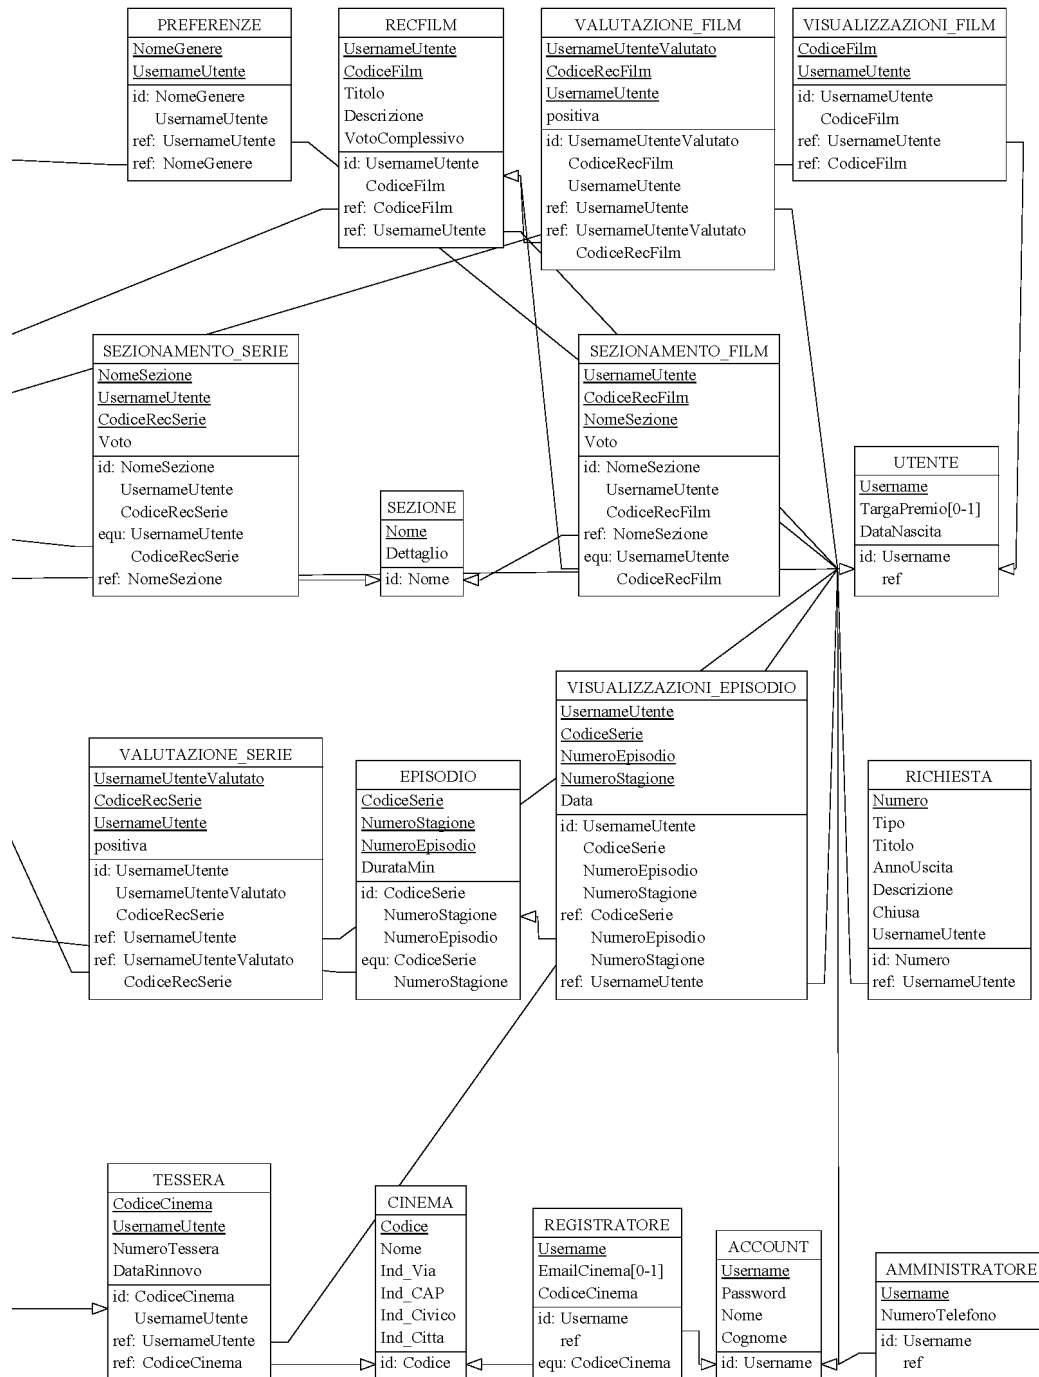 PREFERENZE
NomeGenere
UsernameUtente
id: NomeGenere
UsernameUtente
ref: UsernameUtente
ref: NomeGenere
RECFILM
UsernameUtente
CodiceFilm
Titolo
Descrizione
VotoComplessivo
id: UsernameUtente
CodiceFilm
ref: CodiceFilm
ref: UsernameUtente
VALUTAZIONE_FILM
UsernameUtenteValutato
CodiceRecFilm
UsernameUtente
positiva
id: UsernameUtenteValutato
CodiceRecFilm
UsernameUtente
ref: UsernameUtente
ref: UsernameUtenteValutato
CodiceRecFilm
VISUALIZZAZIONI_FILM
CodiceFilm
UsernameUtente
id: UsernameUtente
CodiceFilm
ref: UsernameUtente
ref: CodiceFilm
SEZIONAMENTO_SERIE
NomeSezione
UsernameUtente
CodiceRecSerie
Voto
id: NomeSezione
UsernameUtente
CodiceRecSerie
equ: UsernameUtente
CodiceRecSerie
ref: NomeSezione
SEZIONE
Nome
Dettaglio
id: Nome
SEZIONAMENTO_FILM
UsernameUtente
CodiceRecFilm
NomeSezione
Voto
id: NomeSezione
UsernameUtente
CodiceRecFilm
ref: NomeSezione
equ: UsernameUtente
CodiceRecFilm
UTENTE
Username
TargaPremio[0-1]
DataNascita
id: Username
ref
VALUTAZIONE_SERIE
UsernameUtenteValutato
CodiceRecSerie
UsernameUtente
positiva
id: UsernameUtente
UsernameUtenteValutato
CodiceRecSerie
ref: UsernameUtente
ref: UsernameUtenteValutato
CodiceRecSerie
EPISODIO
CodiceSerie
NumeroStagione
NumeroEpisodio
DurataMin
id: CodiceSerie
NumeroStagione
NumeroEpisodio
equ: CodiceSerie
NumeroStagione
VISUALIZZAZIONI_EPISODIO
UsernameUtente
CodiceSerie
NumeroEpisodio
NumeroStagione
Data
id: UsernameUtente
CodiceSerie
NumeroEpisodio
NumeroStagione
ref: CodiceSerie
NumeroEpisodio
NumeroStagione
ref: UsernameUtente
RICHIESTA
Numero
Tipo
Titolo
AnnoUscita
Descrizione
Chiusa
UsernameUtente
id: Numero
ref: UsernameUtente
TESSERA
CodiceCinema
UsernameUtente
NumeroTessera
DataRinnovo
id: CodiceCinema
UsernameUtente
ref: UsernameUtente
ref: CodiceCinema
CINEMA
Codice
Nome
Ind_Via
Ind_CAP
Ind_Civico
Ind_Citta
id: Codice
REGISTRATORE
Username
EmailCinema[0-1]
CodiceCinema
id: Username
ref
equ: CodiceCinema
ACCOUNT
Username
Password
Nome
Cognome
id: Username
AMMINISTRATORE
Username
NumeroTelefono
id: Username
ref